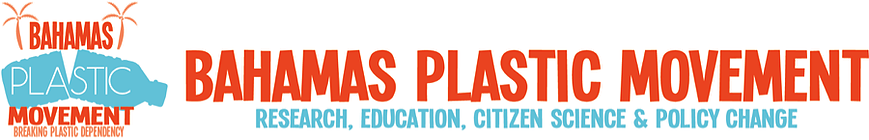 BAHAMAS
PLASTIC
MOVEMENT
BREAKING PLASTIC DEPENDENCY
BAHAMAS PLASTIC MOVEMENT
RESEARCH, EDUCATION, CITIZEN SCIENCE & POLICY CHANGE